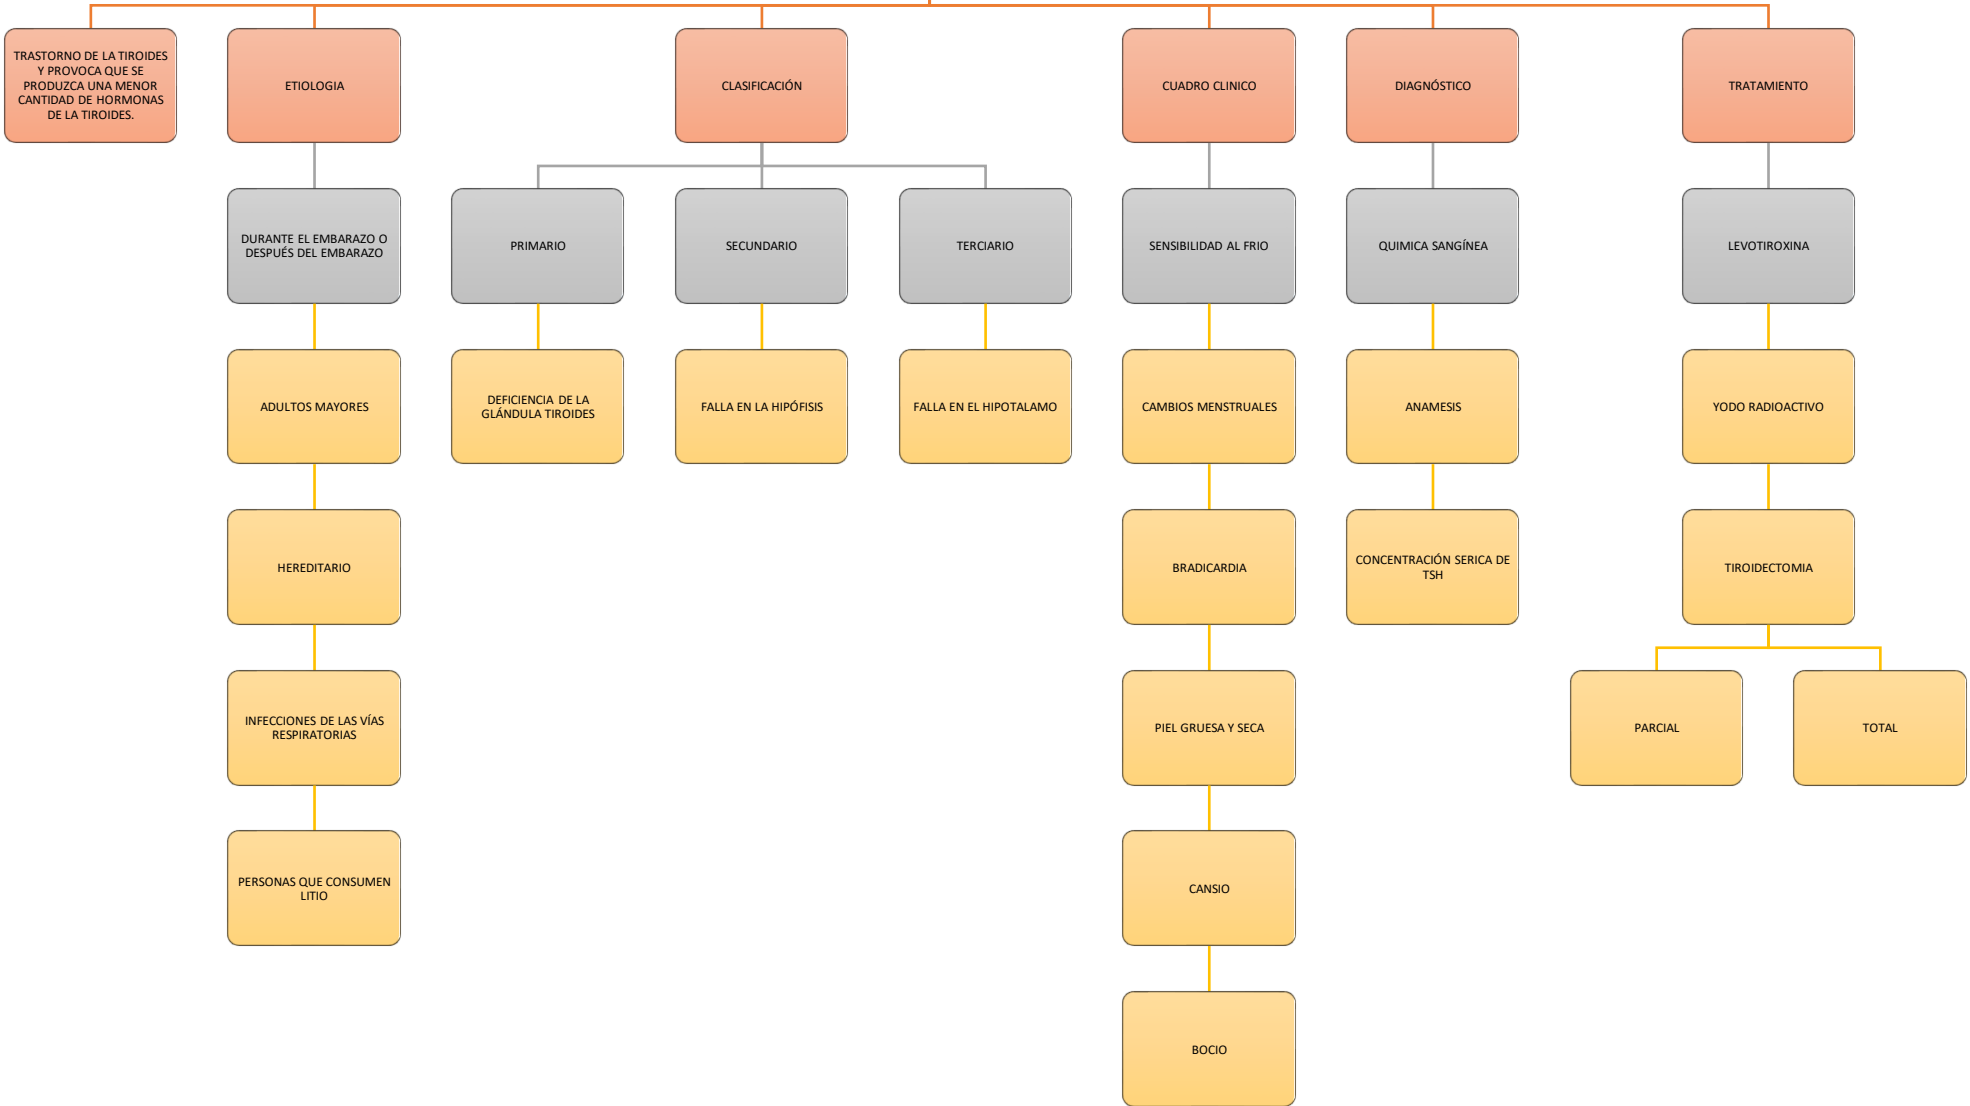 TRASTORNO DE LA TIROIDES
Y PROVOCA QUE SE
PRODUZCA UNA MENOR
CANTIDAD DE HORMONAS
DE LA TIROIDES.
ETIOLOGIA
CLASIFICACIÓN
CUADRO CLINICO
DIAGNÓSTICO
TRATAMIENTO
DURANTE EL EMBARAZO O
DESPUÉS DEL EMBARAZO
PRIMARIO
SECUNDARIO
TERCIARIO
SENSIBILIDAD AL FRIO
QUIMICA SANGÍNEA
LEVOTIROXINA
ADULTOS MAYORES
DEFICIENCIA DE LA
GLÁNDULA TIROIDES
FALLA EN LA HIPÓFISIS
FALLA EN EL HIPOTALAMO
CAMBIOS MENSTRUALES
ANAMESIS
YODO RADIOACTIVO
HEREDITARIO
BRADICARDIA
CONCENTRACIÓN SERICA DE
TSH
TIROIDECTOMIA
INFECCIONES DE LAS VÍAS
RESPIRATORIAS
PIEL GRUESA Y SECA
PARCIAL
TOTAL
PERSONAS QUE CONSUMEN
LITIO
CANSIO
BOCIO